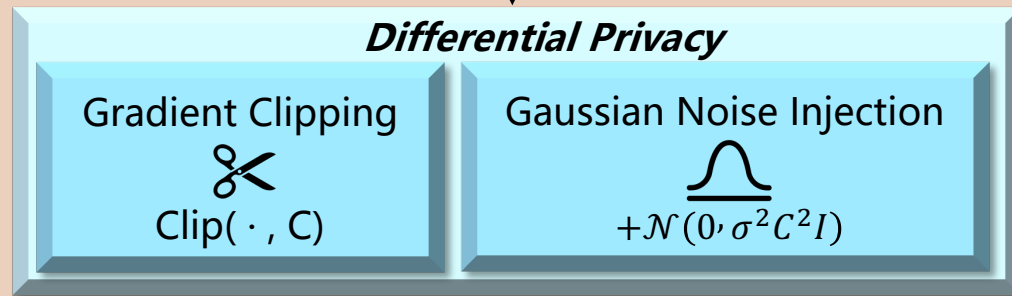 Differential Privacy
Gradient Clipping
Clip( · , C)
Gaussian Noise Injection
+𝒩(0, σ²C²I)